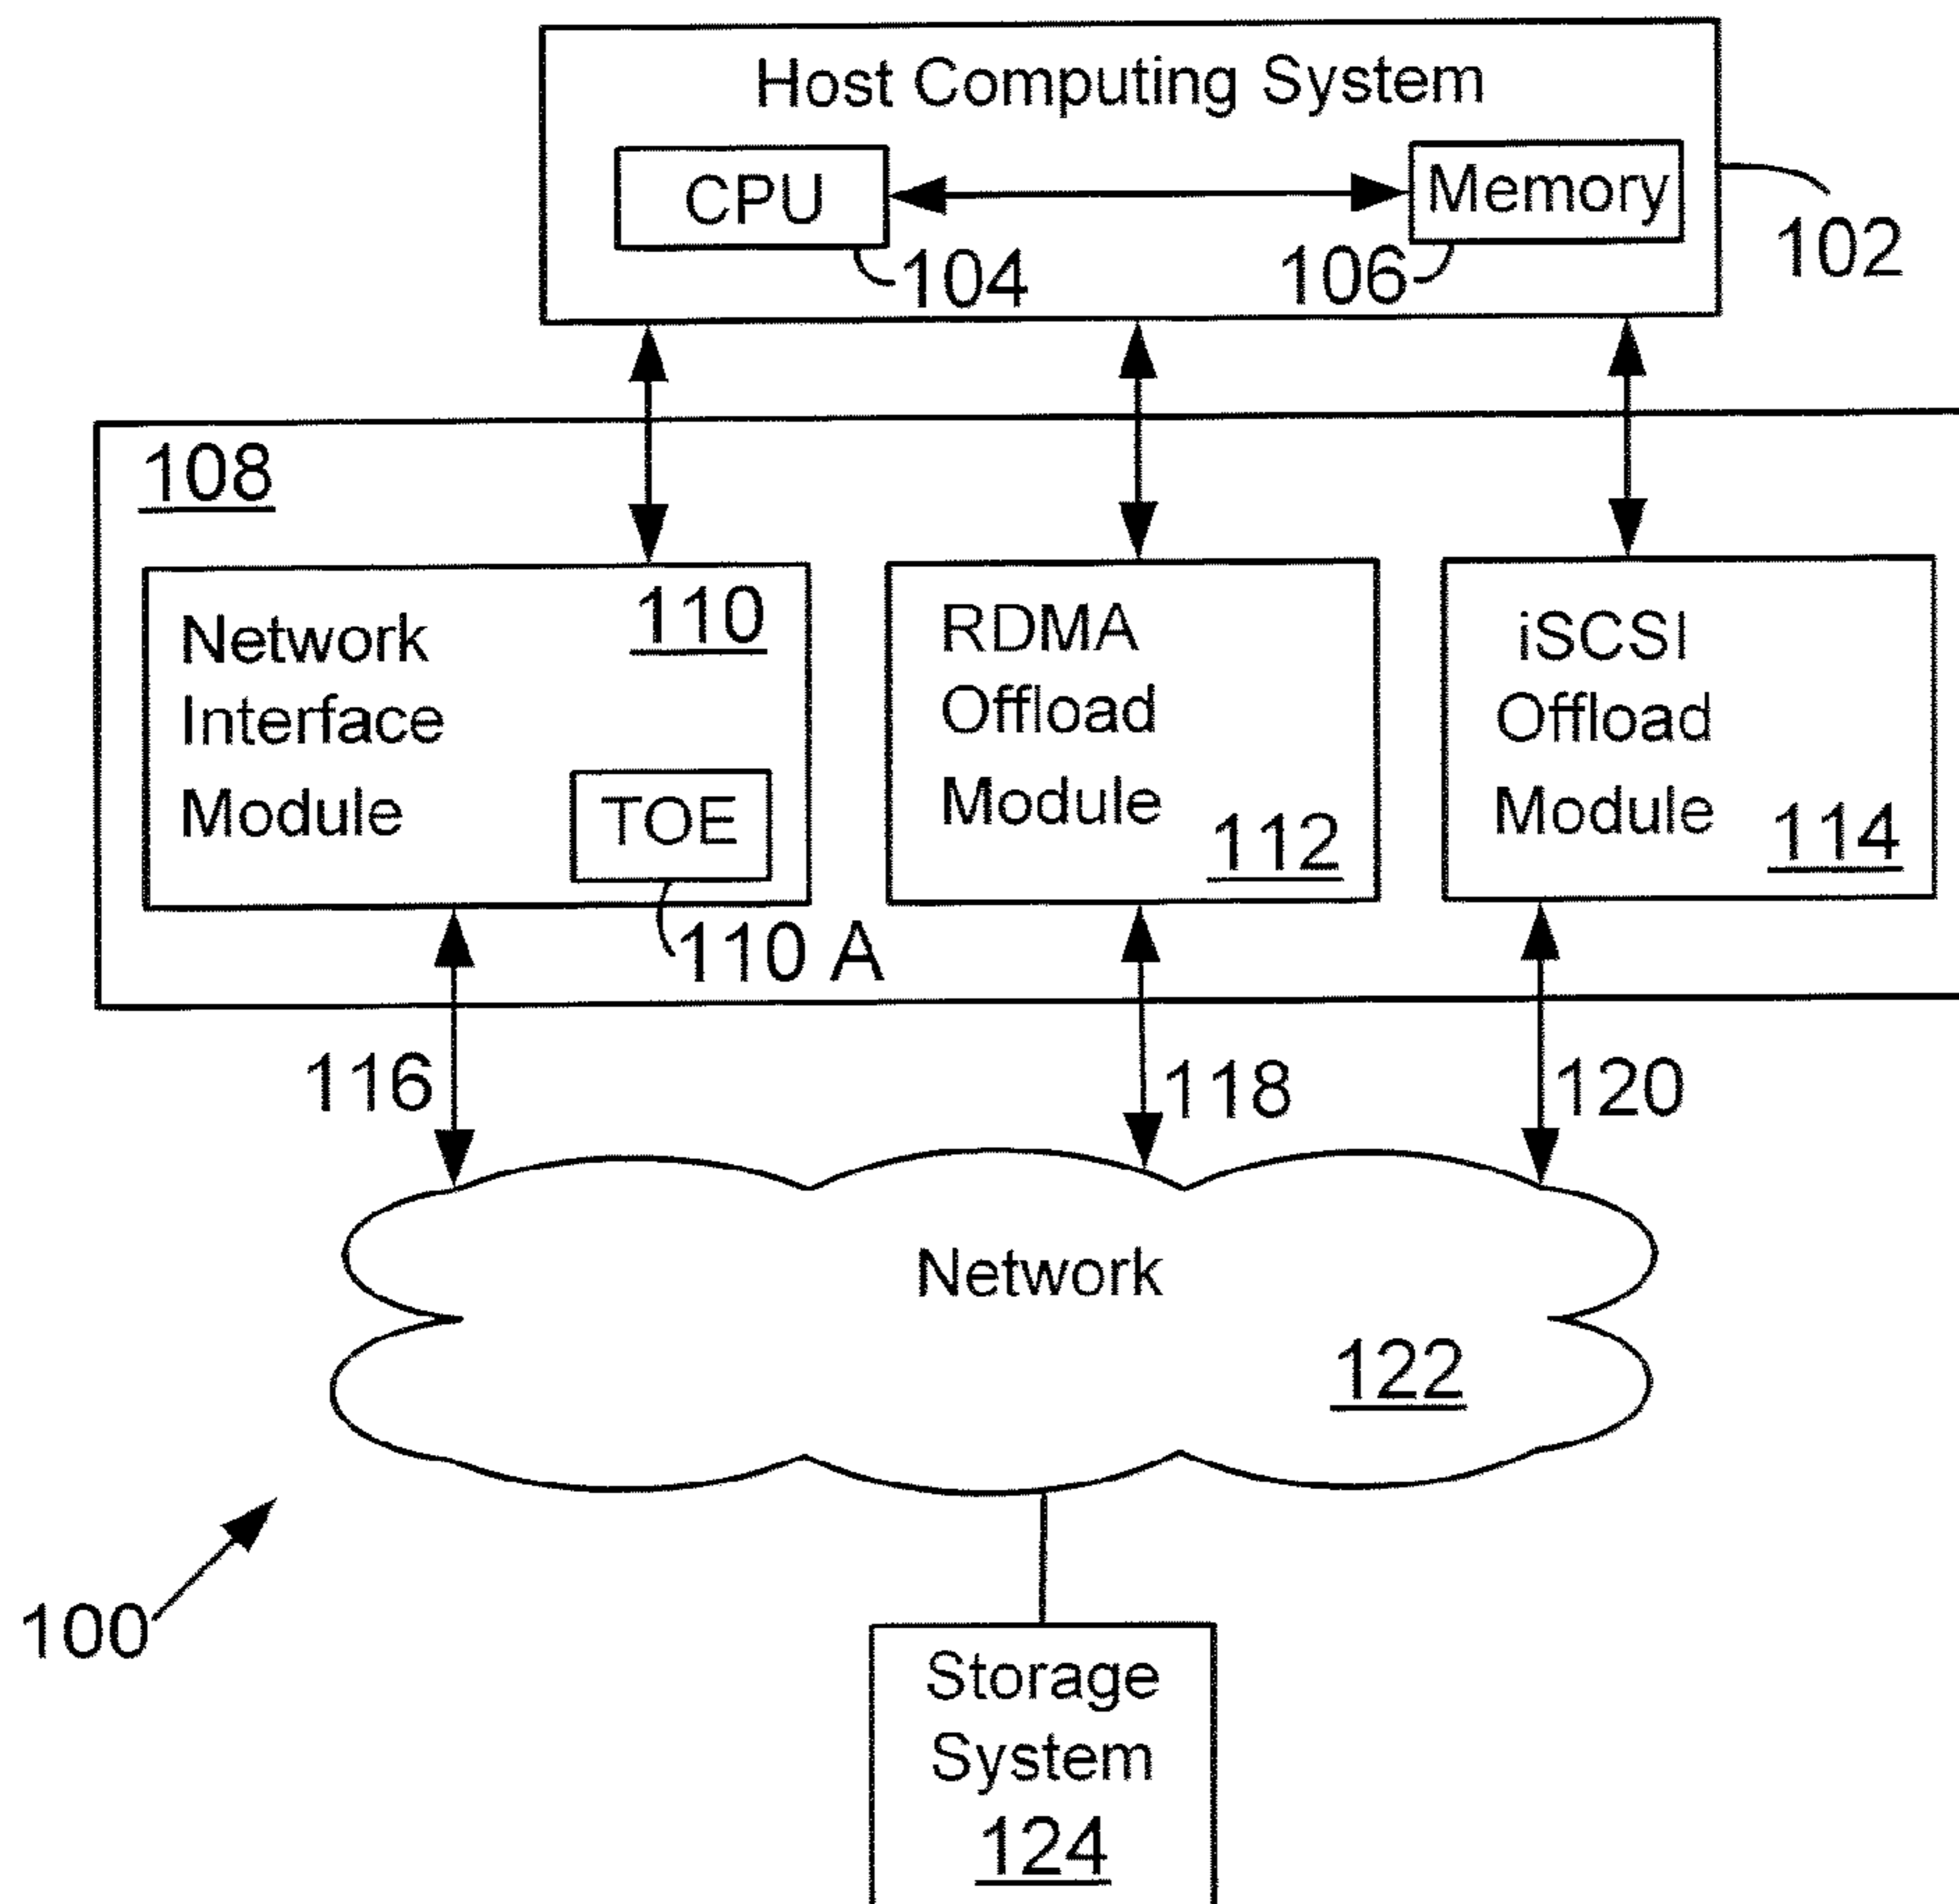 Host Computing System
CPU
Memory
104
106
102
108
Network
Interface
Module
110
TOE
110 A
RDMA
Offload
Module
112
iSCSI
Offload
Module
114
116
118
120
Network
122
100
Storage
System
124